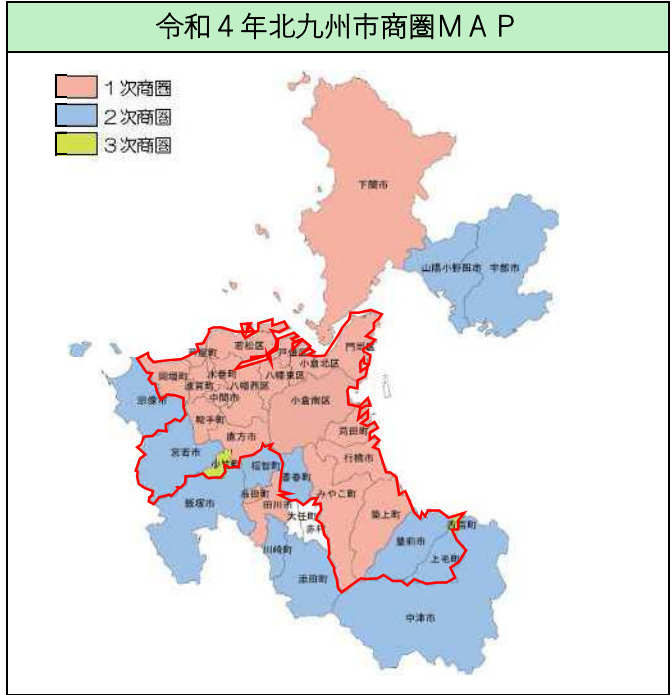 令和４年北九州市商圏ＭＡＰ
１次商圏
２次商圏
３次商圏
下関市
山陽小野田市
宇部市
若松区
門司区
芦屋町
戸畑区
小倉北区
岡垣町
水巻町
八幡東区
遠賀町
八幡西区
宗像市
中間市
小倉南区
鞍手町
苅田町
直方市
宮若市
小竹町
福智町
行橋市
香春町
糸田町
みやこ町
飯塚市
田川市
大任町
築上町
赤村
吉富町
豊前市
川崎町
上毛町
添田町
中津市